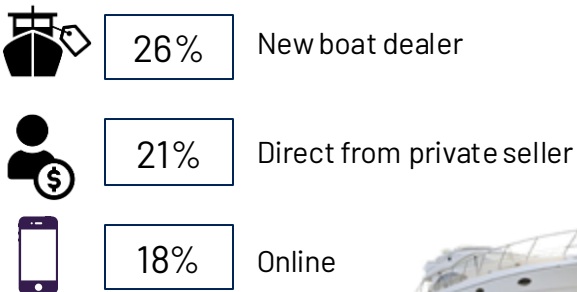 26% New boat dealer
$
21% Direct from private seller
18% Online